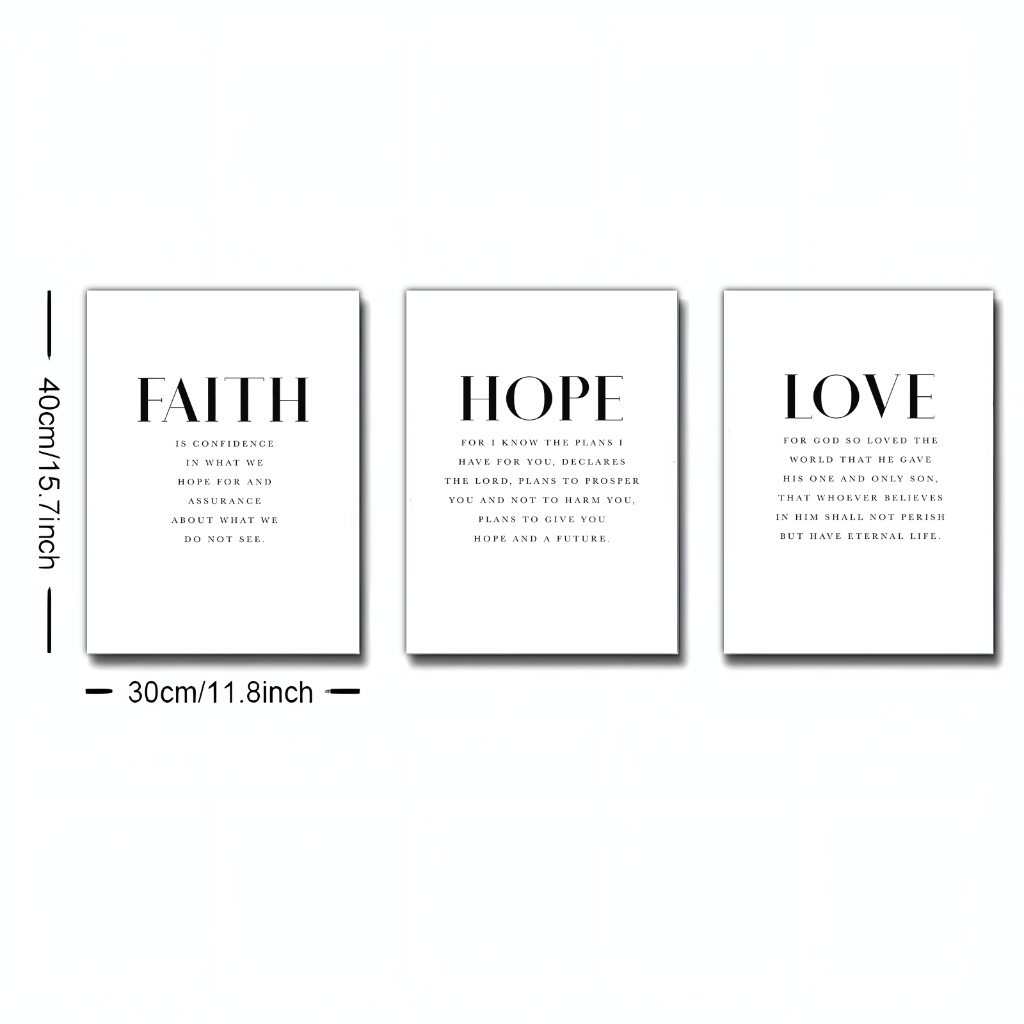 FAITH
IS CONFIDENCE
IN WHAT WE
HOPE FOR AND
ASSURANCE
ABOUT WHAT WE
DO NOT SEE.
HOPE
FOR I KNOW THE PLANS I
HAVE FOR YOU, DECLARES
THE LORD, PLANS TO PROSPER
YOU AND NOT TO HARM YOU,
PLANS TO GIVE YOU
HOPE AND A FUTURE.
LOVE
FOR GOD SO LOVED THE
WORLD THAT HE GAVE
HIS ONE AND ONLY SON,
THAT WHOEVER BELIEVES
IN HIM SHALL NOT PERISH
BUT HAVE ETERNAL LIFE.
40cm/15.7inch
30cm/11.8inch